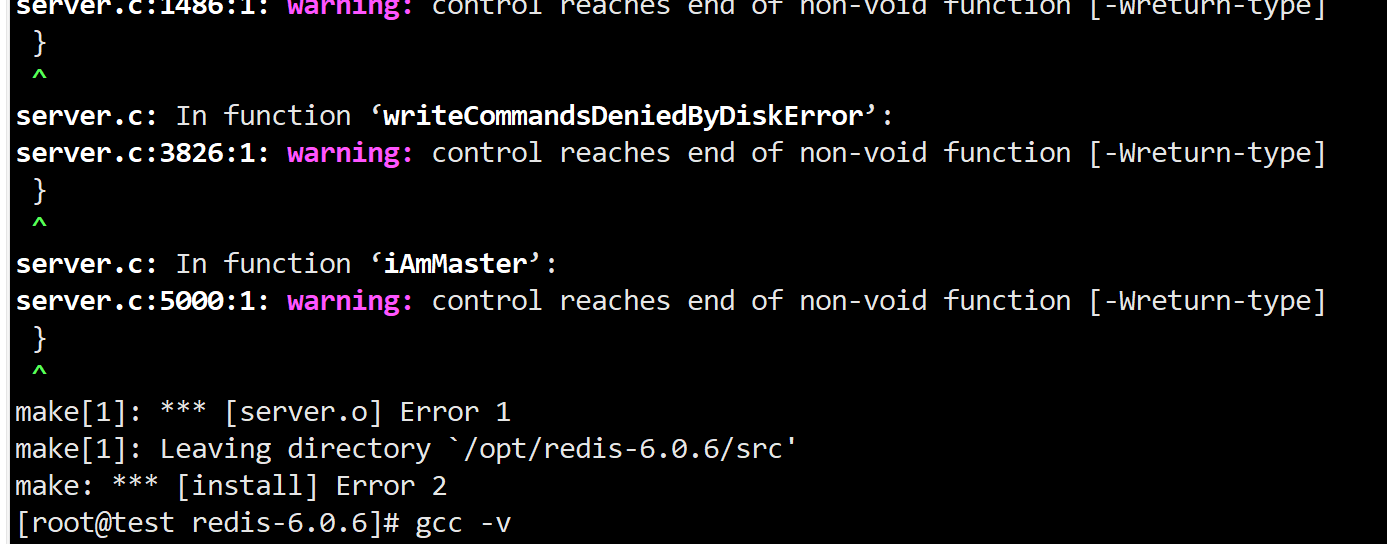 server.c:1486:1: warning: control reaches end of non-void function [-Wreturn-type]
 }
 ^
server.c: In function ‘writeCommandsDeniedByDiskError’:
server.c:3826:1: warning: control reaches end of non-void function [-Wreturn-type]
 }
 ^
server.c: In function ‘iAmMaster’:
server.c:5000:1: warning: control reaches end of non-void function [-Wreturn-type]
 }
 ^
make[1]: *** [server.o] Error 1
make[1]: Leaving directory `/opt/redis-6.0.6/src'
make: *** [install] Error 2
[root@test redis-6.0.6]# gcc -v